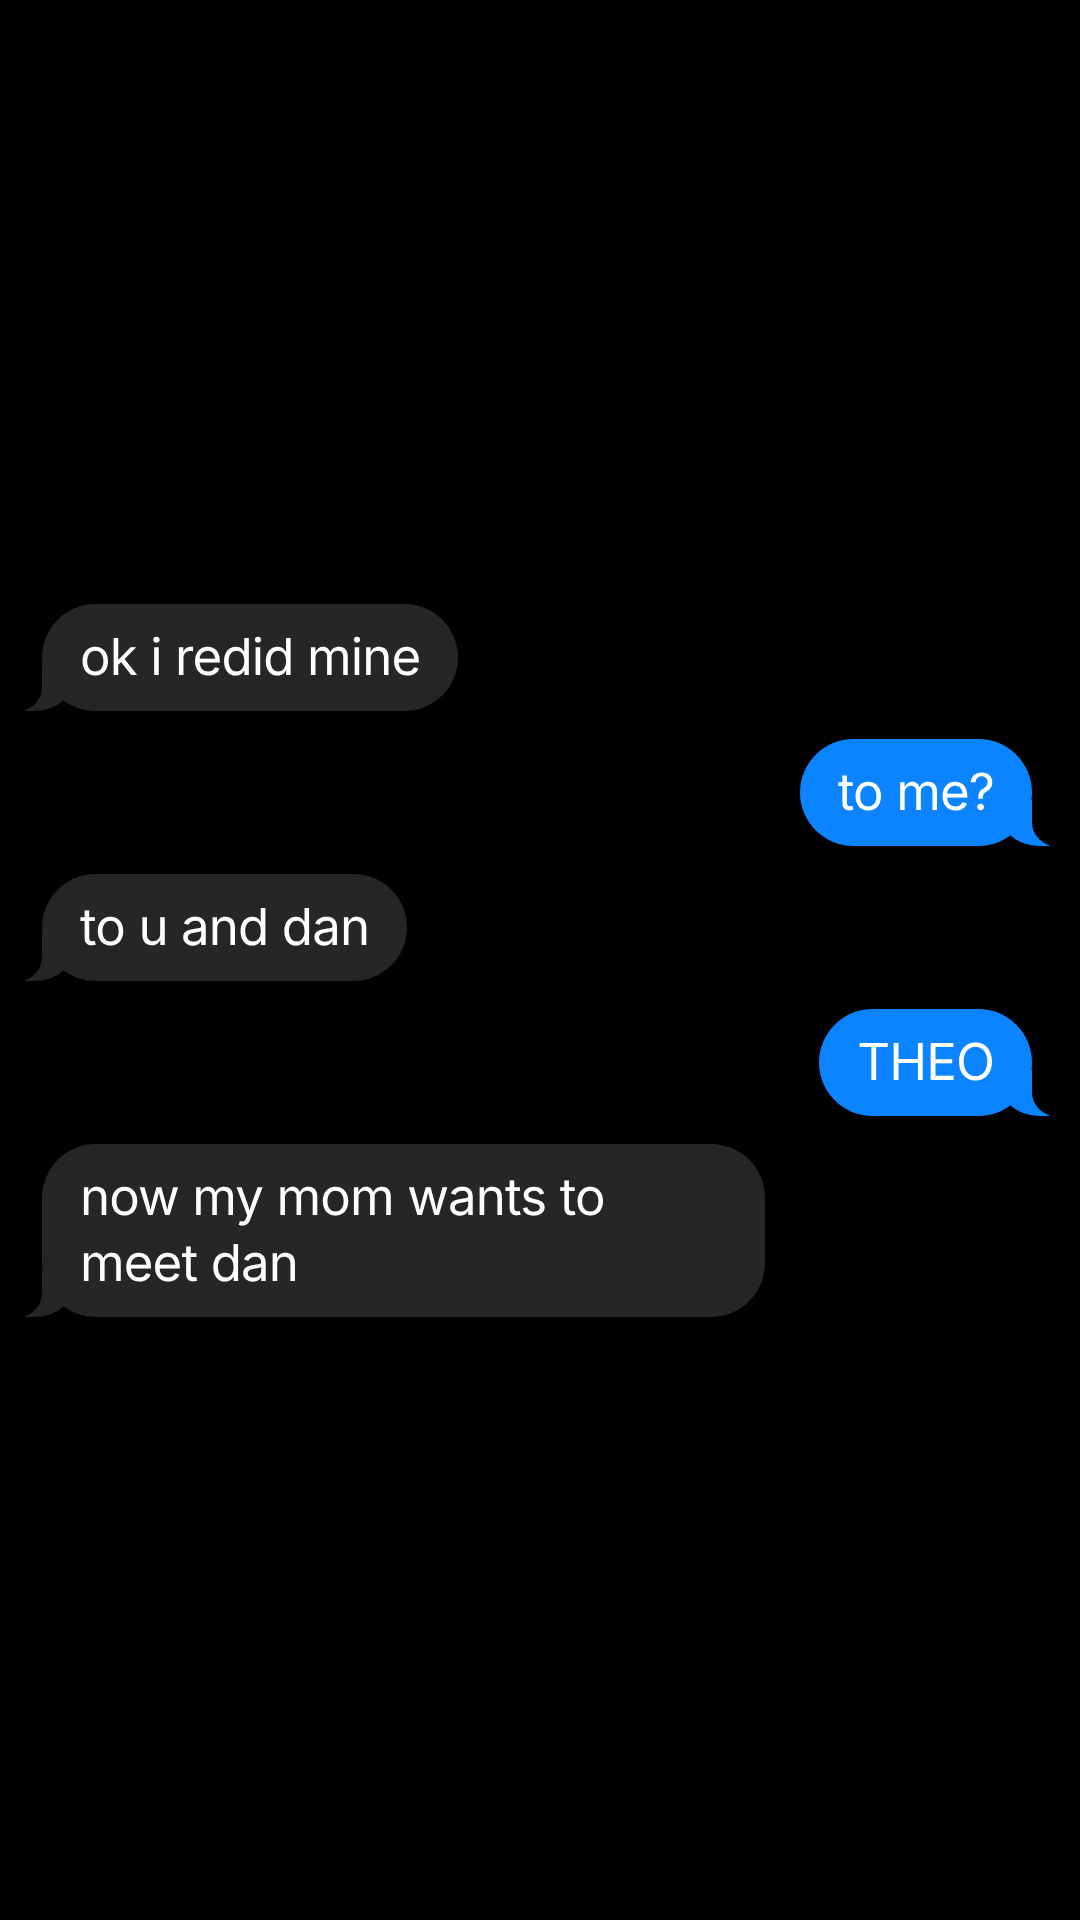 ok i redid mine
to me?
to u and dan
THEO
now my mom wants to
meet dan